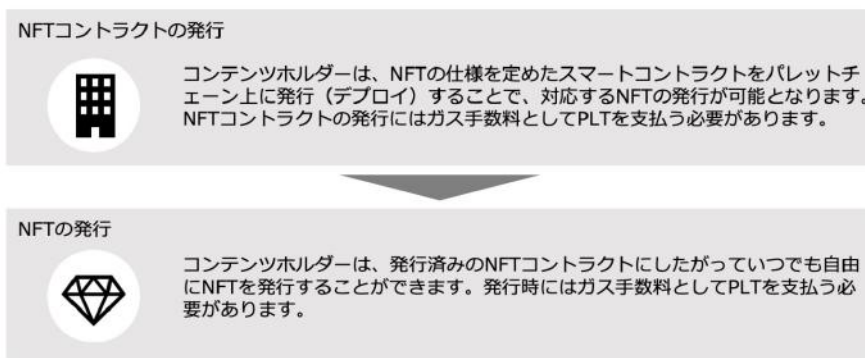 NFTコントラクトの発行
コンテンツホルダーは、NFTの仕様を定めたスマートコントラクトをパレットチ
ェーン上に発行（デプロイ）することで、対応するNFTの発行が可能となります。
NFTコントラクトの発行にはガス手数料としてPLTを支払う必要があります。
NFTの発行
コンテンツホルダーは、発行済みのNFTコントラクトにしたがっていつでも自由
にNFTを発行することができます。発行時にはガス手数料としてPLTを支払う必
要があります。